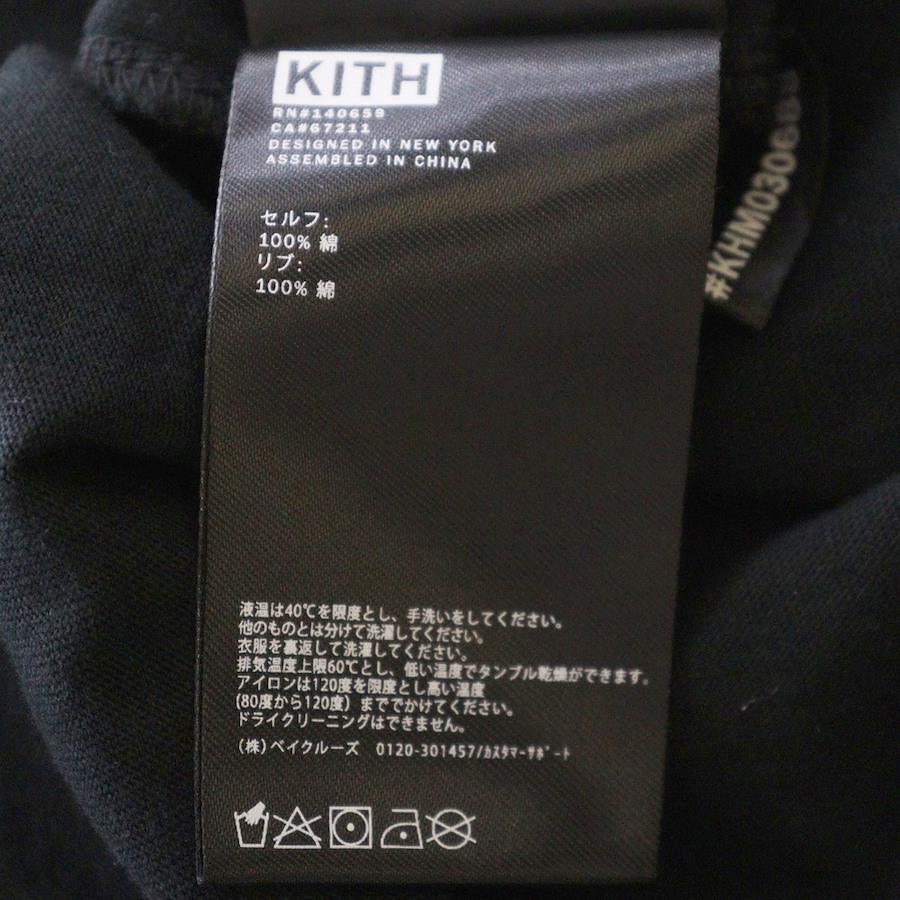 KITH
RN#140659
CA#67211
DESIGNED IN NEW YORK
ASSEMBLED IN CHINA
セルフ:
100% 綿
リブ:
100% 綿
#KHM0306
液温は40℃を限度とし、手洗いをしてください。
他のものとは分けて洗濯してください。
衣服を裏返して洗濯してください。
排気温度上限60℃とし、低い温度でタンブル乾燥ができます。
アイロンは120度を限度とし高い温度
(80度から120度) まででかけてください。
ドライクリーニングはできません。
(株)ベイクルーズ 0120-301457/カスタマーサポート